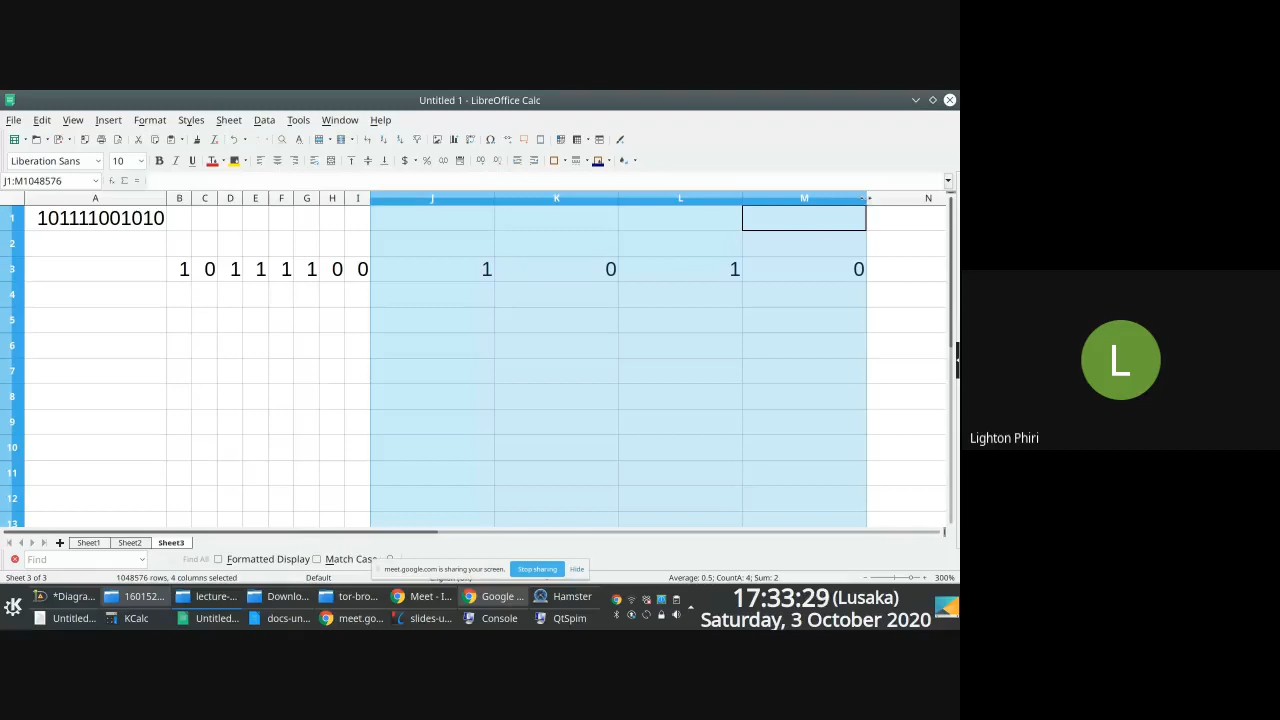 Untitled 1 - LibreOffice Calc
File Edit View Insert Format Styles Sheet Data Tools Window Help
Liberation Sans 10
J1:M1048576
A B C D E F G H I J K L M N
1 101111001010
2
3 1 0 1 1 1 1 0 0 1 0 1 0
4
5
6
7
8
9
10
11
12
13
Sheet1 Sheet2 Sheet3
Find Find All Formatted Display Match Case
meet.google.com is sharing your screen. Stop sharing Hide
Sheet 3 of 3 1048576 rows, 4 columns selected Default Average: 0.5; CountA: 4; Sum: 2 300%
*Diagra... 160152... lecture-... Downlo... tor-bro... Meet - I... Google ... Hamster
Untitled... KCalc Untitled... docs-un... meet.go... slides-u... Console QtSpim
17:33:29 (Lusaka)
Saturday, 3 October 2020
L
Lighton Phiri